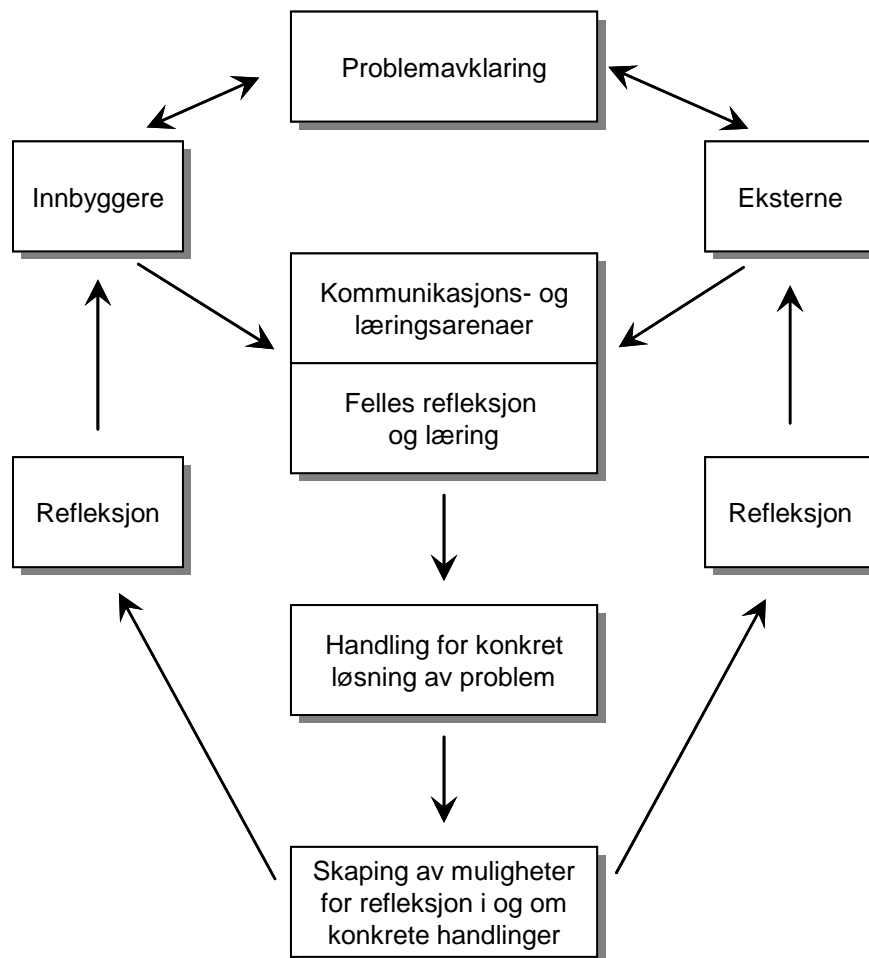 Problemavklaring
Innbyggere
Eksterne
Kommunikasjons- og
læringsarenaer
Felles refleksjon
og læring
Refleksjon
Refleksjon
Handling for konkret
løsning av problem
Skaping av muligheter
for refleksjon i og om
konkrete handlinger